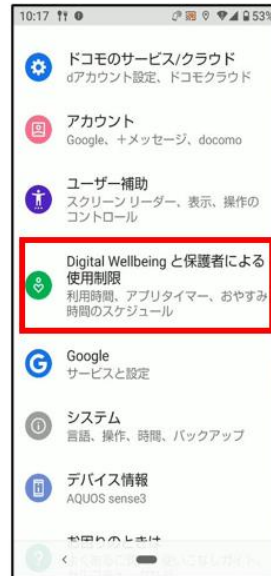 10:17
53%
ドコモのサービス/クラウド
dアカウント設定、ドコモクラウド
アカウント
Google、＋メッセージ、docomo
ユーザー補助
スクリーン リーダー、表示、操作の
コントロール
Digital Wellbeing と保護者による
使用制限
利用時間、アプリタイマー、おやすみ
時間のスケジュール
Google
サービスと設定
システム
言語、操作、時間、バックアップ
デバイス情報
AQUOS sense3
お困りのときは